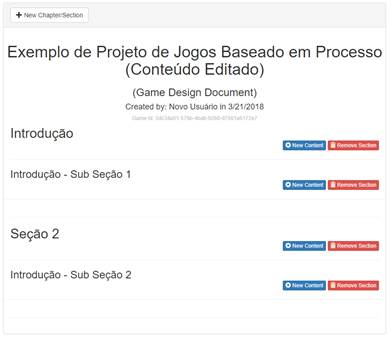 New Chapter/Section
Exemplo de Projeto de Jogos Baseado em Processo
(Conteúdo Editado)
(Game Design Document)
Created by: Novo Usuário in 3/21/2018
Game Id:
Introdução
New Content Remove Section
Introdução - Sub Seção 1
New Content Remove Section
Seção 2
New Content Remove Section
Introdução - Sub Seção 2
New Content Remove Section